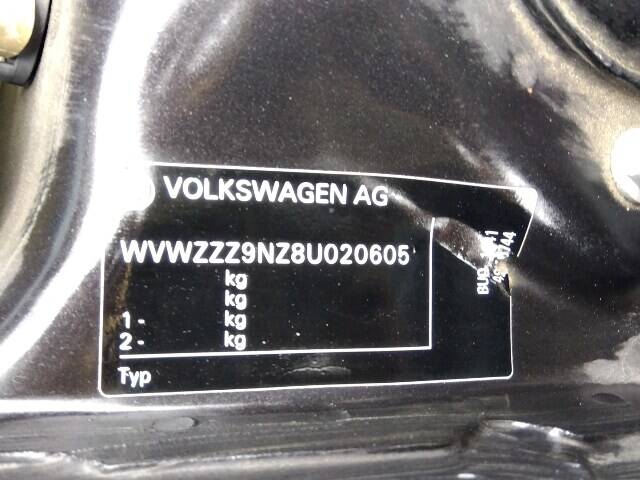 VOLKSWAGEN AG
WVWZZZ9NZ8U020605
kg
kg
1 - kg
2 - kg
Typ